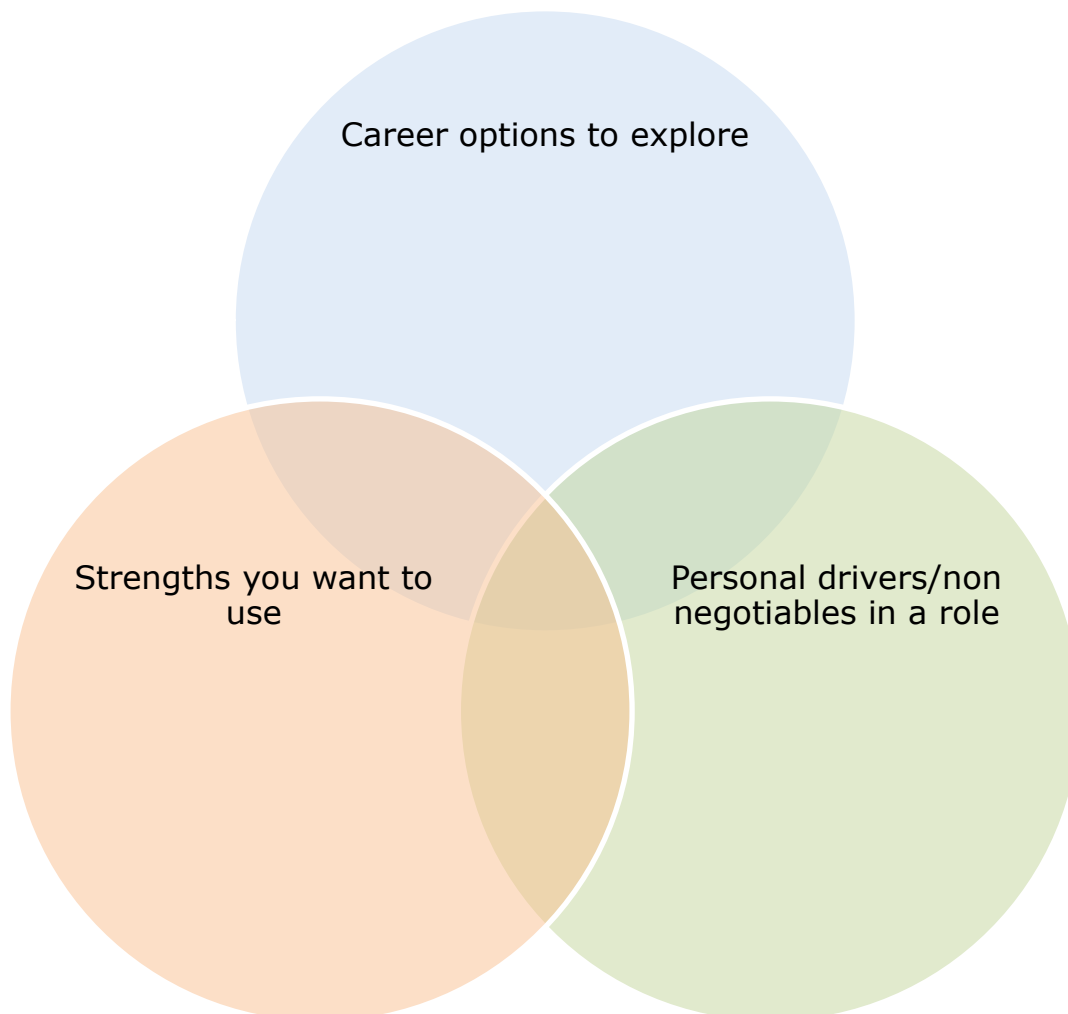 Career options to explore
Strengths you want to
use
Personal drivers/non
negotiables in a role